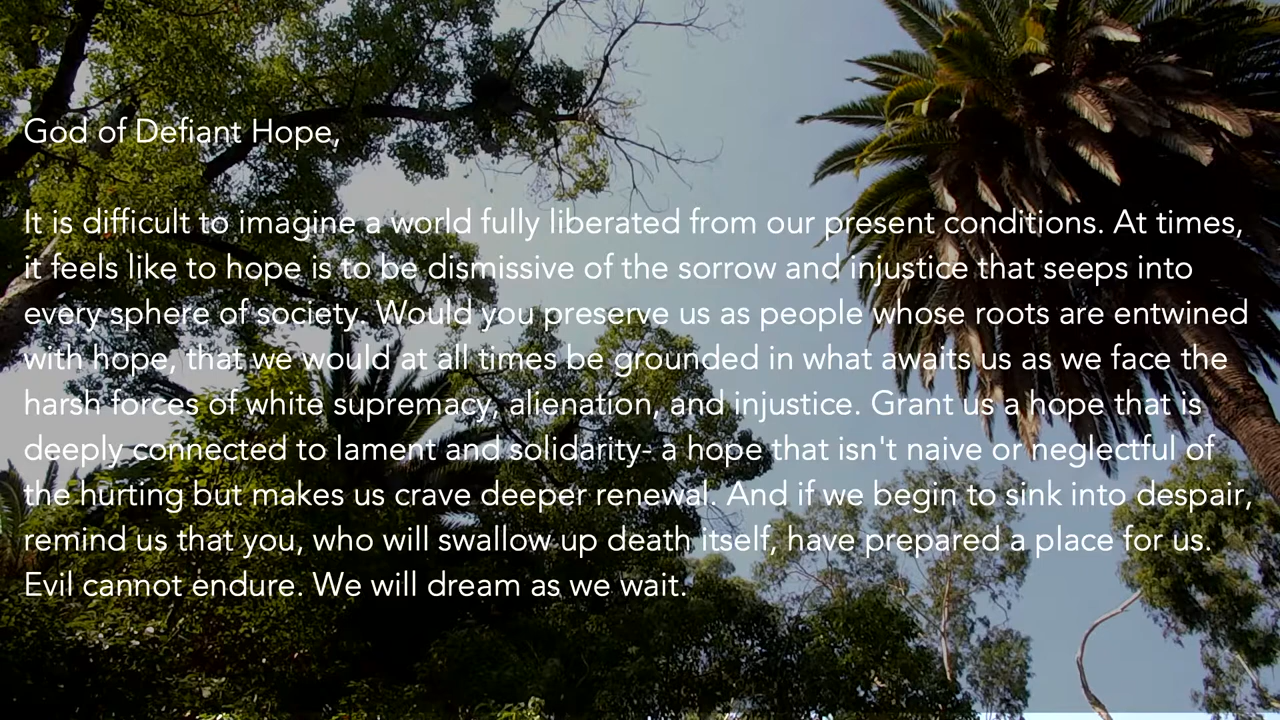 God of Defiant Hope,
It is difficult to imagine a world fully liberated from our present conditions. At times,
it feels like to hope is to be dismissive of the sorrow and injustice that seeps into
every sphere of society. Would you preserve us as people whose roots are entwined
with hope, that we would at all times be grounded in what awaits us as we face the
harsh forces of white supremacy, alienation, and injustice. Grant us a hope that is
deeply connected to lament and solidarity- a hope that isn't naive or neglectful of
the hurting but makes us crave deeper renewal. And if we begin to sink into despair,
remind us that you, who will swallow up death itself, have prepared a place for us.
Evil cannot endure. We will dream as we wait.